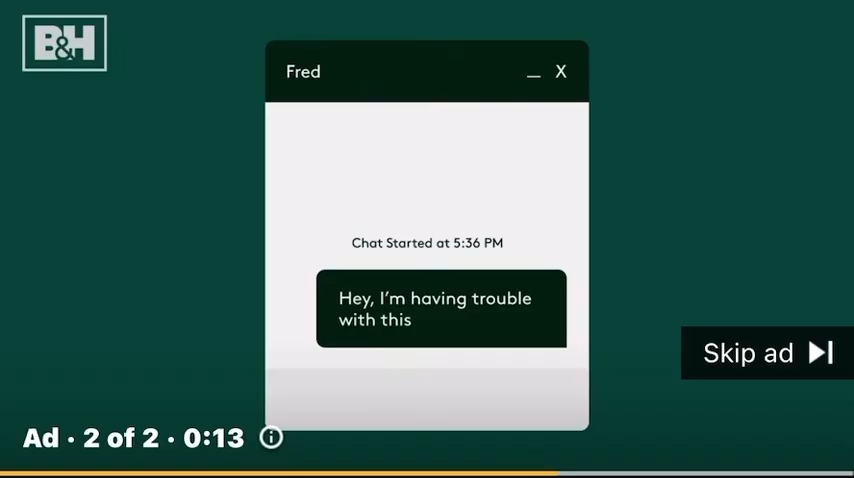 B&H
Fred
Chat Started at 5:36 PM
Hey, I'm having trouble
with this
Skip ad
Ad · 2 of 2 · 0:13